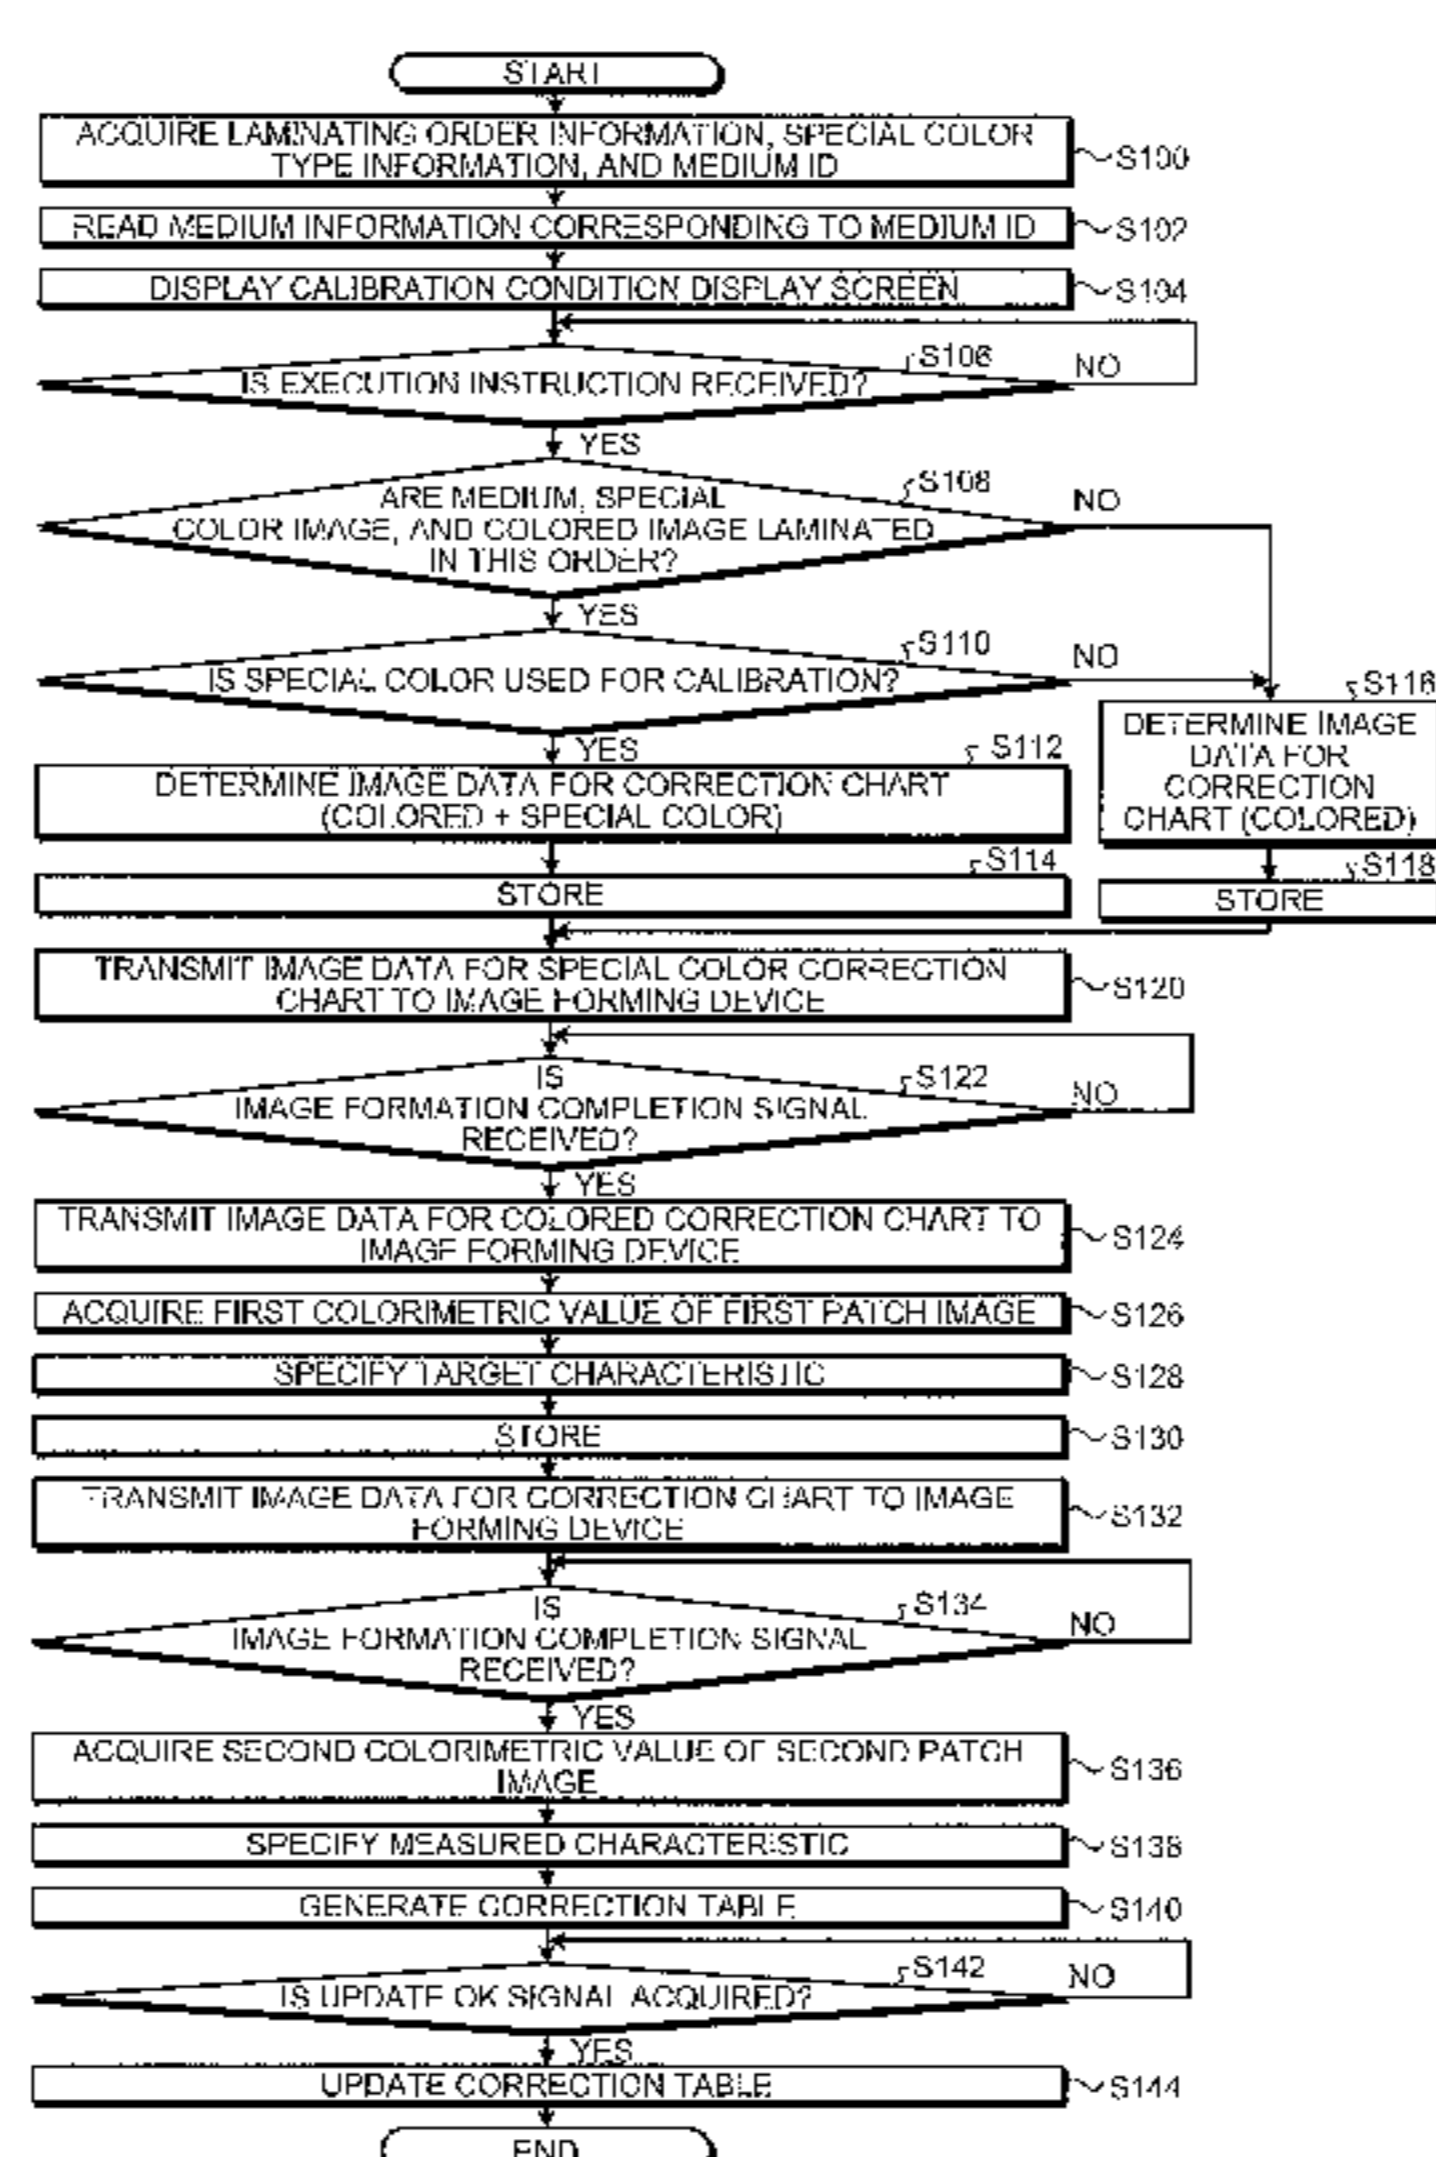 START
ACQUIRE LAMINATING ORDER INFORMATION, SPECIAL COLOR
TYPE INFORMATION, AND MEDIUM ID
S100
READ MEDIUM INFORMATION CORRESPONDING TO MEDIUM ID
S102
DISPLAY CALIBRATION CONDITION DISPLAY SCREEN
S104
S106
IS EXECUTION INSTRUCTION RECEIVED?
NO
YES
S108
ARE MEDIUM, SPECIAL
COLOR IMAGE, AND COLORED IMAGE LAMINATED
IN THIS ORDER?
NO
YES
S110
IS SPECIAL COLOR USED FOR CALIBRATION?
NO
YES
S112
DETERMINE IMAGE DATA FOR CORRECTION CHART
(COLORED + SPECIAL COLOR)
S116
DETERMINE IMAGE
DATA FOR
CORRECTION
CHART (COLORED)
S114
STORE
S118
STORE
TRANSMIT IMAGE DATA FOR SPECIAL COLOR CORRECTION
CHART TO IMAGE FORMING DEVICE
S120
S122
IS
IMAGE FORMATION COMPLETION SIGNAL
RECEIVED?
NO
YES
TRANSMIT IMAGE DATA FOR COLORED CORRECTION CHART TO
IMAGE FORMING DEVICE
S124
ACQUIRE FIRST COLORIMETRIC VALUE OF FIRST PATCH IMAGE
S126
SPECIFY TARGET CHARACTERISTIC
S128
STORE
S130
TRANSMIT IMAGE DATA FOR CORRECTION CHART TO IMAGE
FORMING DEVICE
S132
S134
IS
IMAGE FORMATION COMPLETION SIGNAL
RECEIVED?
NO
YES
ACQUIRE SECOND COLORIMETRIC VALUE OF SECOND PATCH
IMAGE
S136
SPECIFY MEASURED CHARACTERISTIC
S138
GENERATE CORRECTION TABLE
S140
S142
IS UPDATE OK SIGNAL ACQUIRED?
NO
YES
UPDATE CORRECTION TABLE
S144
END